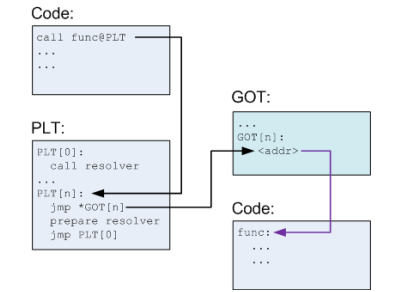 Code:
call func@PLT
...
...
PLT:
PLT[0]:
call resolver
...
PLT[n]:
jmp *GOT[n]
prepare resolver
jmp PLT[0]
GOT:
...
GOT[n]:
<addr>
Code:
func:
...
...